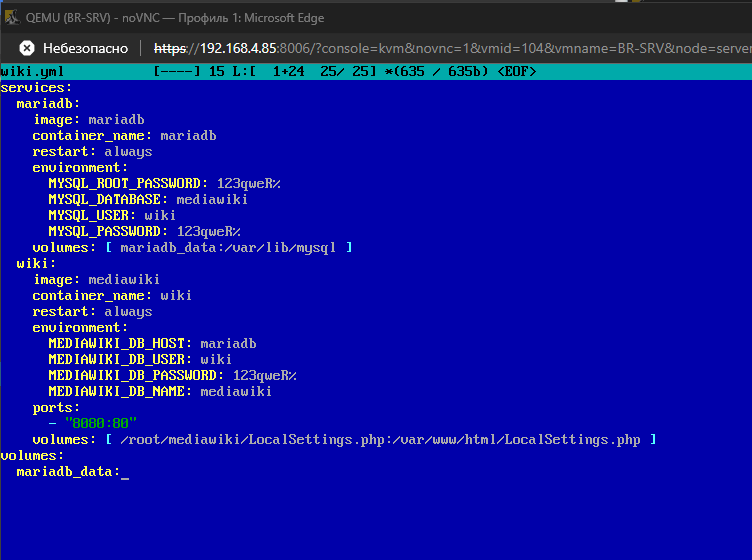 QEMU (BR-SRV) - noVNC — Профиль 1: Microsoft Edge
Небезопасно https://192.168.4.85:8006/?console=kvm&novnc=1&vmid=104&vmname=BR-SRV&node=server
wiki.yml [----] 15 L:[ 1+24 25/ 25] *(635 / 635b) <EOF>
services:
  mariadb:
    image: mariadb
    container_name: mariadb
    restart: always
    environment:
      MYSQL_ROOT_PASSWORD: 123qweR%
      MYSQL_DATABASE: mediawiki
      MYSQL_USER: wiki
      MYSQL_PASSWORD: 123qweR%
    volumes: [ mariadb_data:/var/lib/mysql ]
  wiki:
    image: mediawiki
    container_name: wiki
    restart: always
    environment:
      MEDIAWIKI_DB_HOST: mariadb
      MEDIAWIKI_DB_USER: wiki
      MEDIAWIKI_DB_PASSWORD: 123qweR%
      MEDIAWIKI_DB_NAME: mediawiki
    ports:
      - "8080:80"
    volumes: [ /root/mediawiki/LocalSettings.php:/var/www/html/LocalSettings.php ]
volumes:
  mariadb_data: